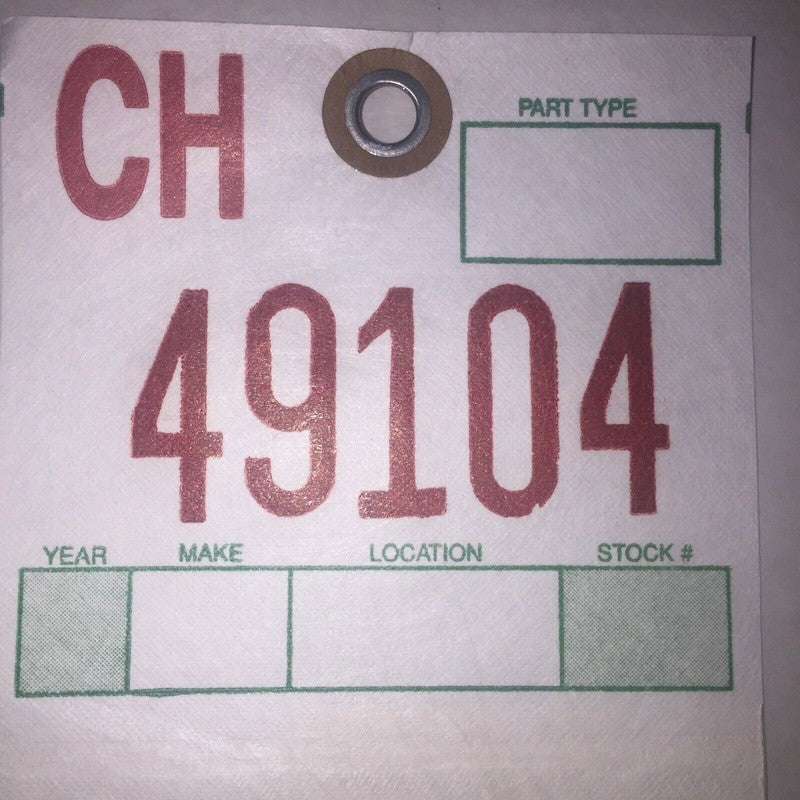 CH
PART TYPE
49104
YEAR MAKE LOCATION STOCK #